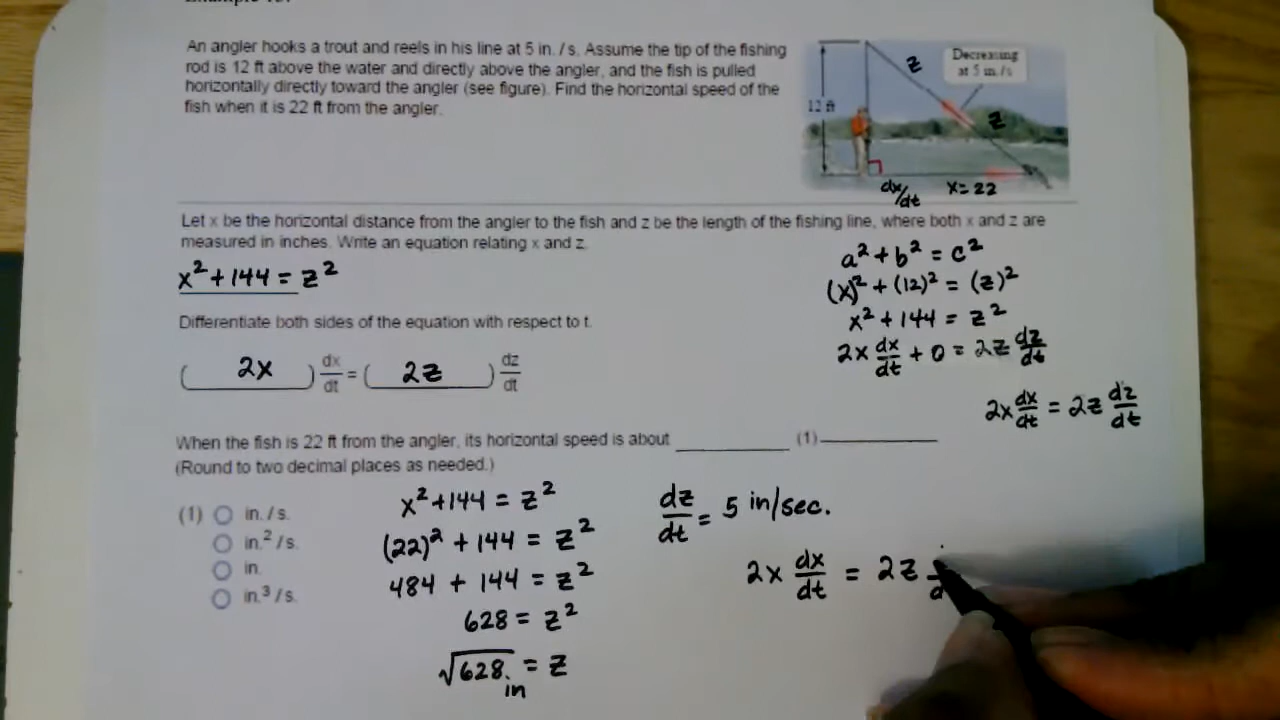 An angler hooks a trout and reels in his line at 5 in. / s. Assume the tip of the fishing
rod is 12 ft above the water and directly above the angler, and the fish is pulled
horizontally directly toward the angler (see figure). Find the horizontal speed of the
fish when it is 22 ft from the angler.
z
Decreasing
at 5 in./s
12 ft
z
dx/dt x=22
Let x be the horizontal distance from the angler to the fish and z be the length of the fishing line, where both x and z are
measured in inches. Write an equation relating x and z.
x² + 144 = z²
a² + b² = c²
(x)² + (12)² = (z)²
x² + 144 = z²
2x dx/dt + 0 = 2z dz/dt
2x dx/dt = 2z dz/dt
Differentiate both sides of the equation with respect to t.
( 2x ) dx/dt = ( 2z ) dz/dt
When the fish is 22 ft from the angler, its horizontal speed is about ______ (1) ______
(Round to two decimal places as needed.)
(1) in. / s.
in.² / s.
in.
in.³ / s.
x² + 144 = z²
(22)² + 144 = z²
484 + 144 = z²
628 = z²
√628 = z
in
dz/dt = 5 in/sec.
2x dx/dt = 2z